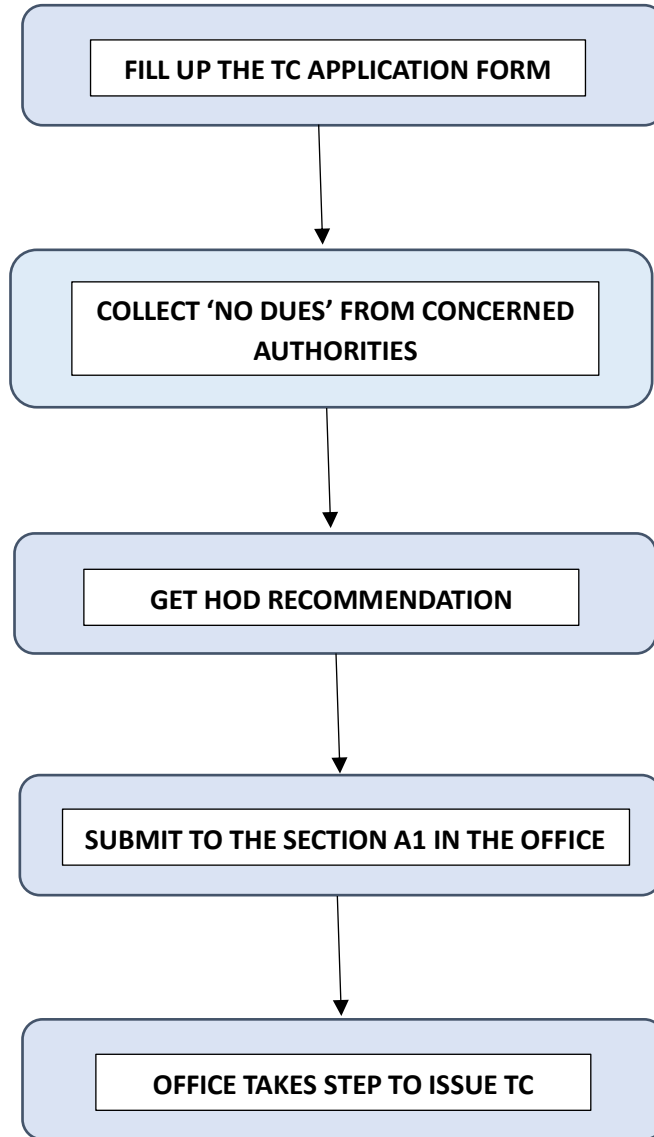 FILL UP THE TC APPLICATION FORM
COLLECT ‘NO DUES’ FROM CONCERNED
AUTHORITIES
GET HOD RECOMMENDATION
SUBMIT TO THE SECTION A1 IN THE OFFICE
OFFICE TAKES STEP TO ISSUE TC